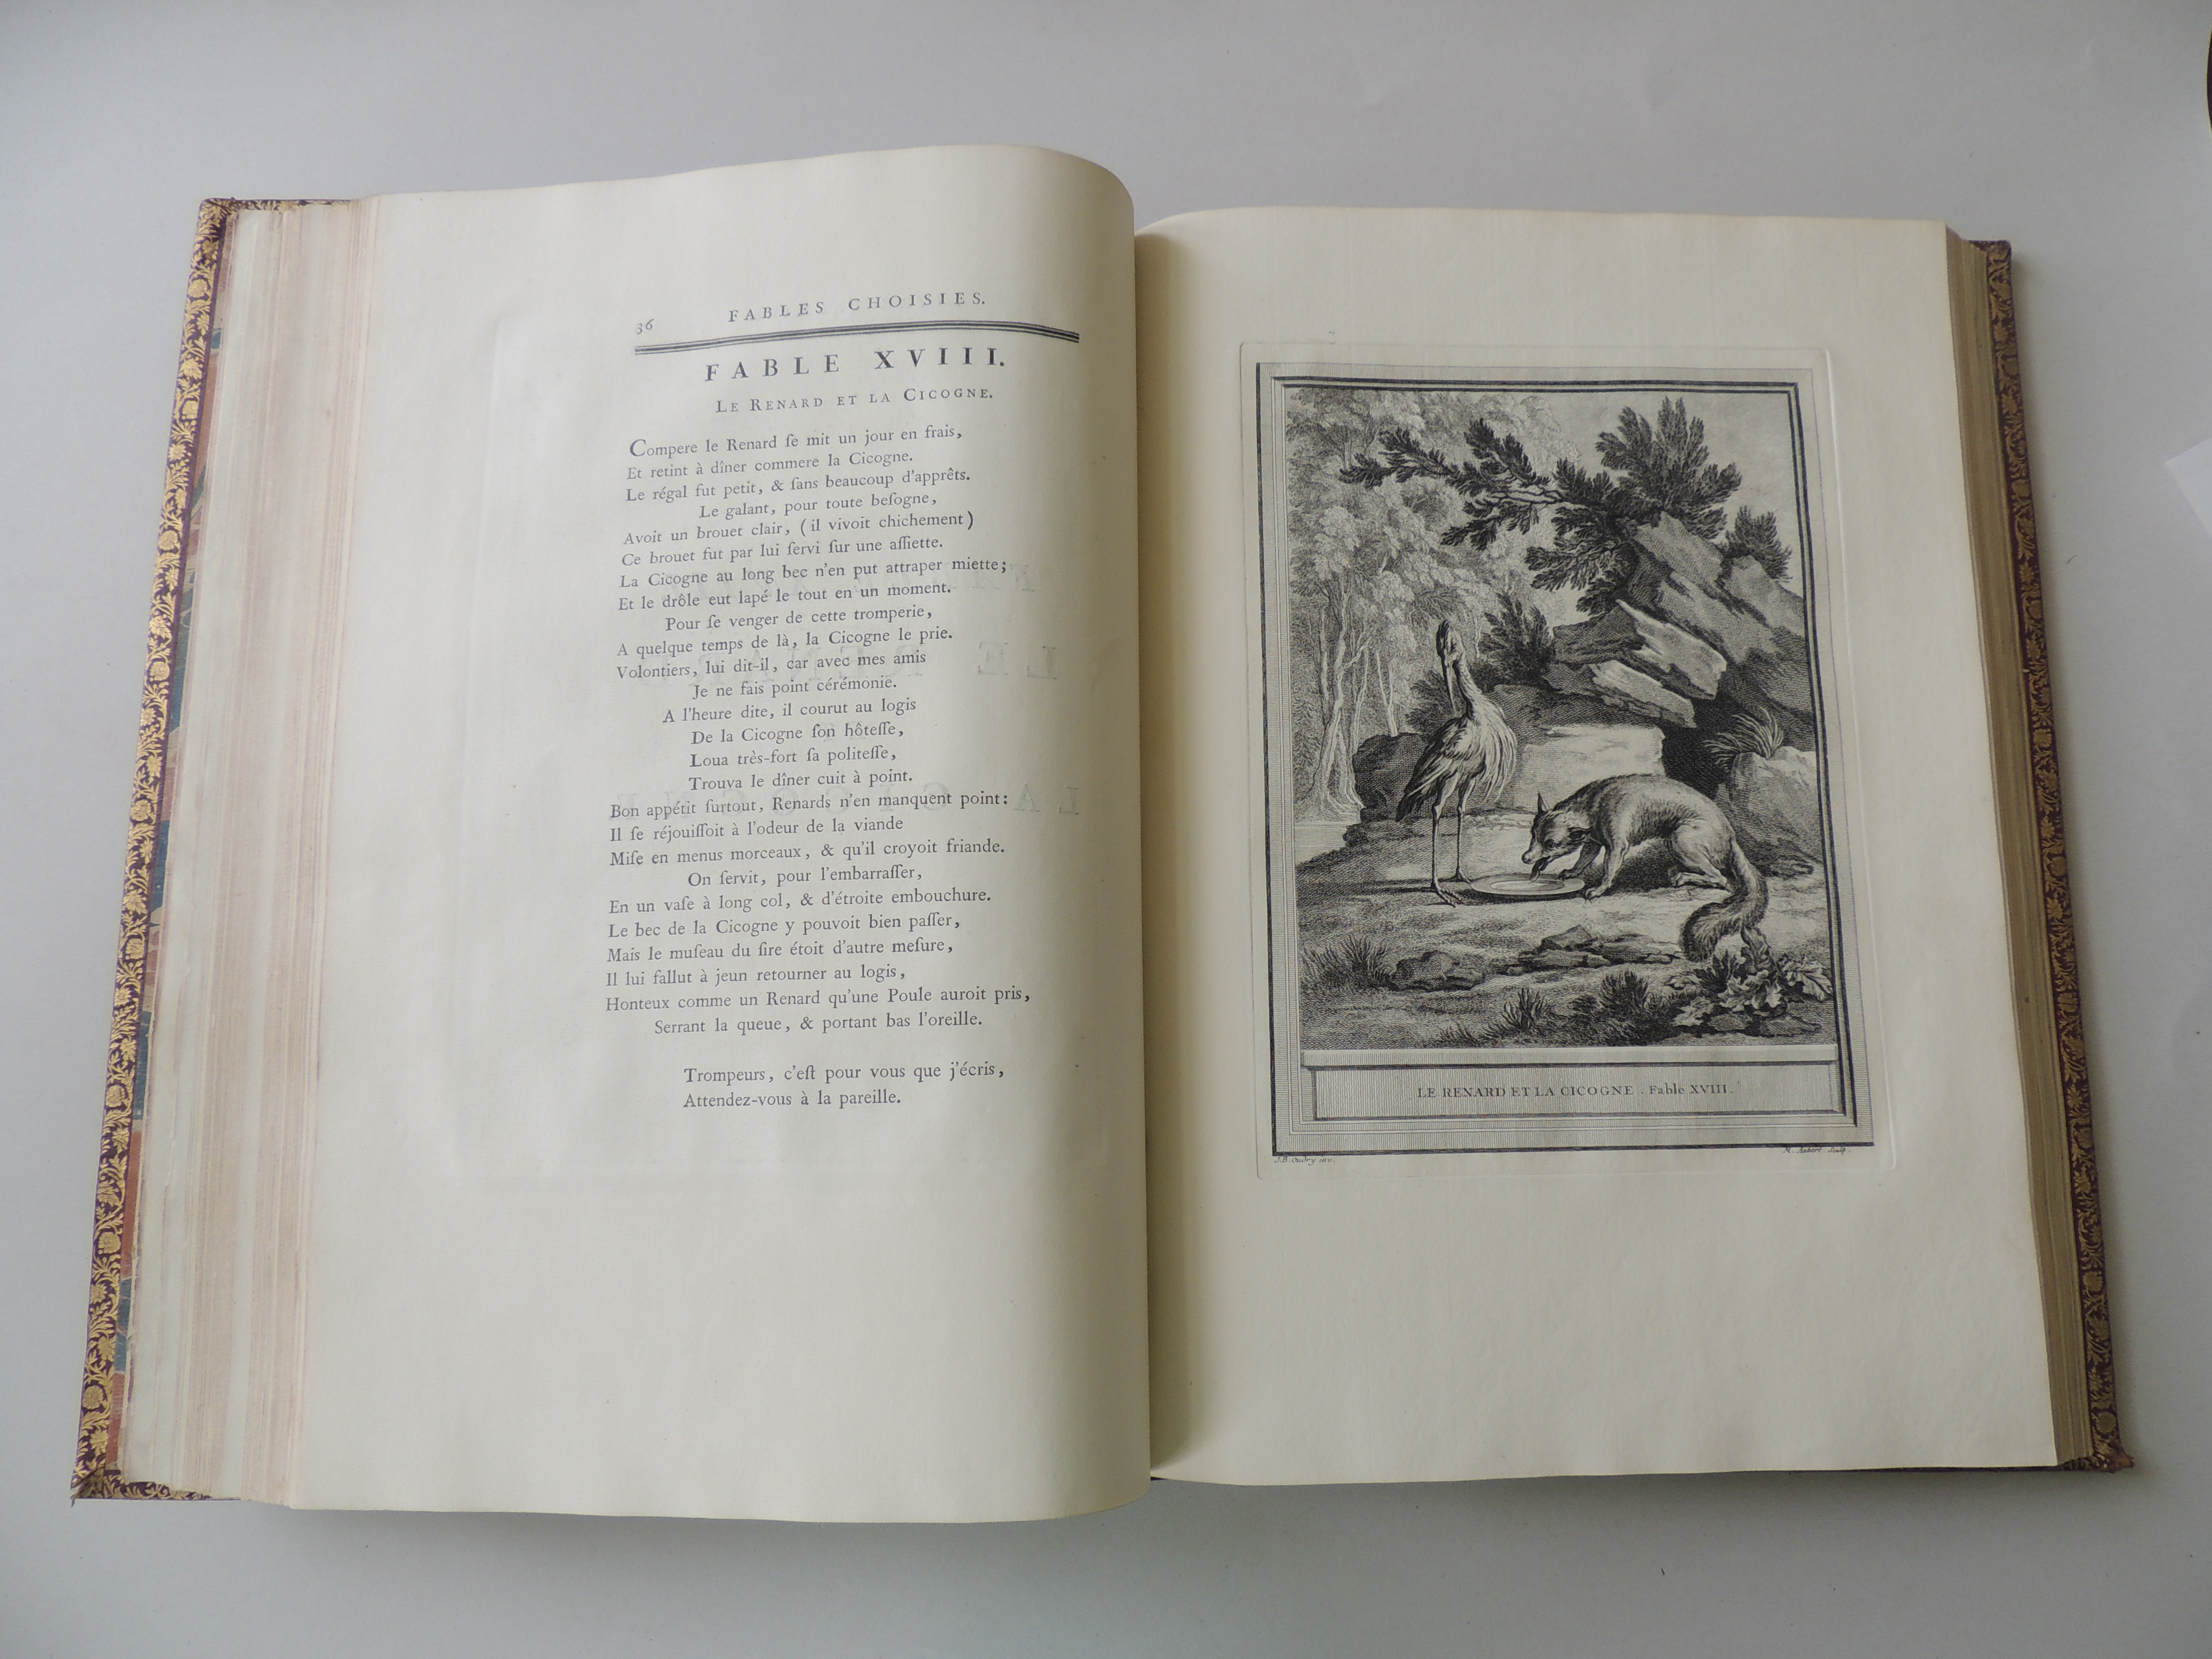 36 FABLES CHOISIES.
FABLE XVIII.
LE RENARD ET LA CICOGNE.
Compere le Renard ſe mit un jour en frais,
Et retint à dîner commere la Cicogne.
Le régal fut petit, & ſans beaucoup d'apprêts.
Le galant, pour toute beſogne,
Avoit un brouet clair, (il vivoit chichement)
Ce brouet fut par lui ſervi ſur une aſſiette.
La Cicogne au long bec n'en put attraper miette;
Et le drôle eut lapé le tout en un moment.
Pour ſe venger de cette tromperie,
A quelque temps de là, la Cicogne le prie.
Volontiers, lui dit-il, car avec mes amis
Je ne fais point cérémonie.
A l'heure dite, il courut au logis
De la Cicogne ſon hôteſſe,
Loua très-fort ſa politeſſe,
Trouva le dîner cuit à point.
Bon appétit ſurtout, Renards n'en manquent point:
Il ſe réjouiſſoit à l'odeur de la viande
Miſe en menus morceaux, & qu'il croyoit friande.
On ſervit, pour l'embarraſſer,
En un vaſe à long col, & d'étroite embouchure.
Le bec de la Cicogne y pouvoit bien paſſer,
Mais le muſeau du ſire étoit d'autre meſure,
Il lui fallut à jeun retourner au logis,
Honteux comme un Renard qu'une Poule auroit pris,
Serrant la queue, & portant bas l'oreille.
Trompeurs, c'eſt pour vous que j'écris,
Attendez-vous à la pareille.
LE RENARD ET LA CICOGNE. Fable XVIII.
J.B. Oudry inv.
M. Aubert Sculp.